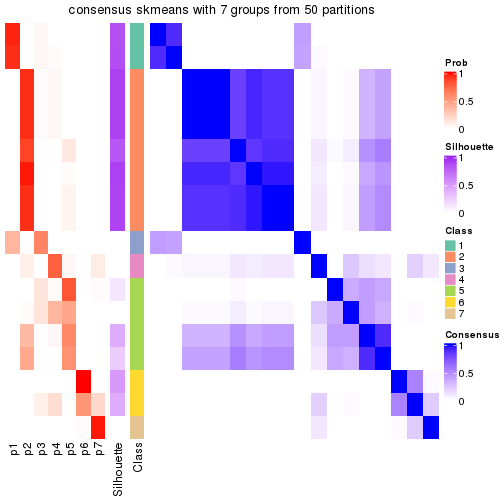 consensus skmeans with 7 groups from 50 partitions
Prob
1
0.5
0
Silhouette
1
0.5
0
Class
1
2
3
4
5
6
7
Consensus
1
0.5
0
p1
p2
p3
p4
p5
p6
p7
Silhouette
Class